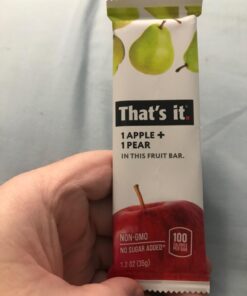 That's it.
1 APPLE +
1 PEAR
IN THIS FRUIT BAR.
NON-GMO
NO SUGAR ADDED*
100
1.2 OZ (35g)